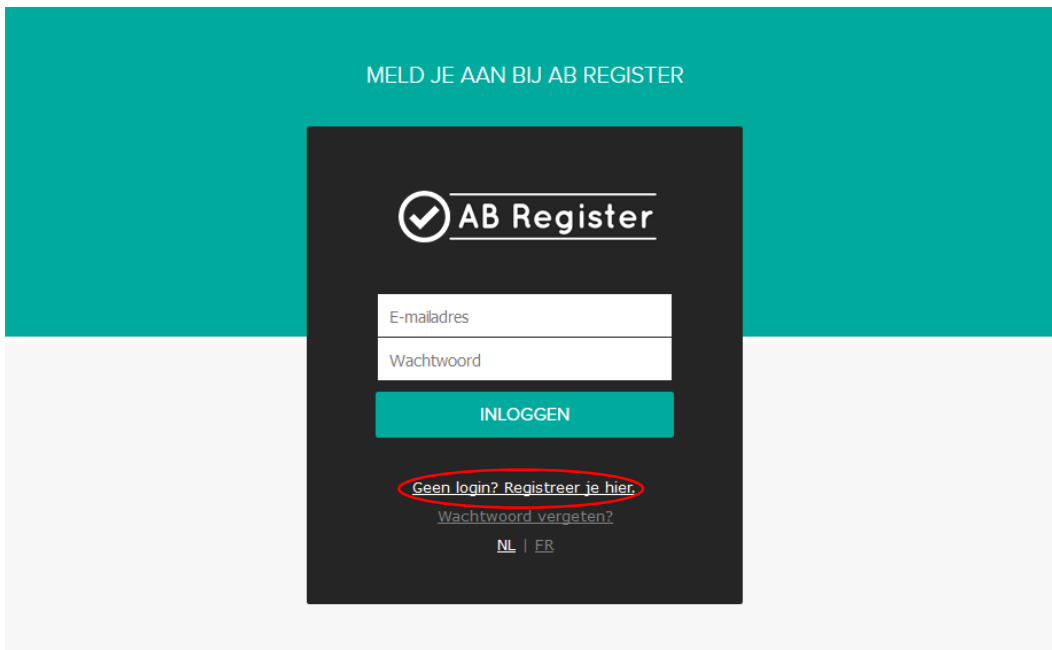 MELD JE AAN BIJ AB REGISTER
AB Register
E-mailadres
Wachtwoord
INLOGGEN
Geen login? Registreer je hier.
Wachtwoord vergeten?
NL | FR